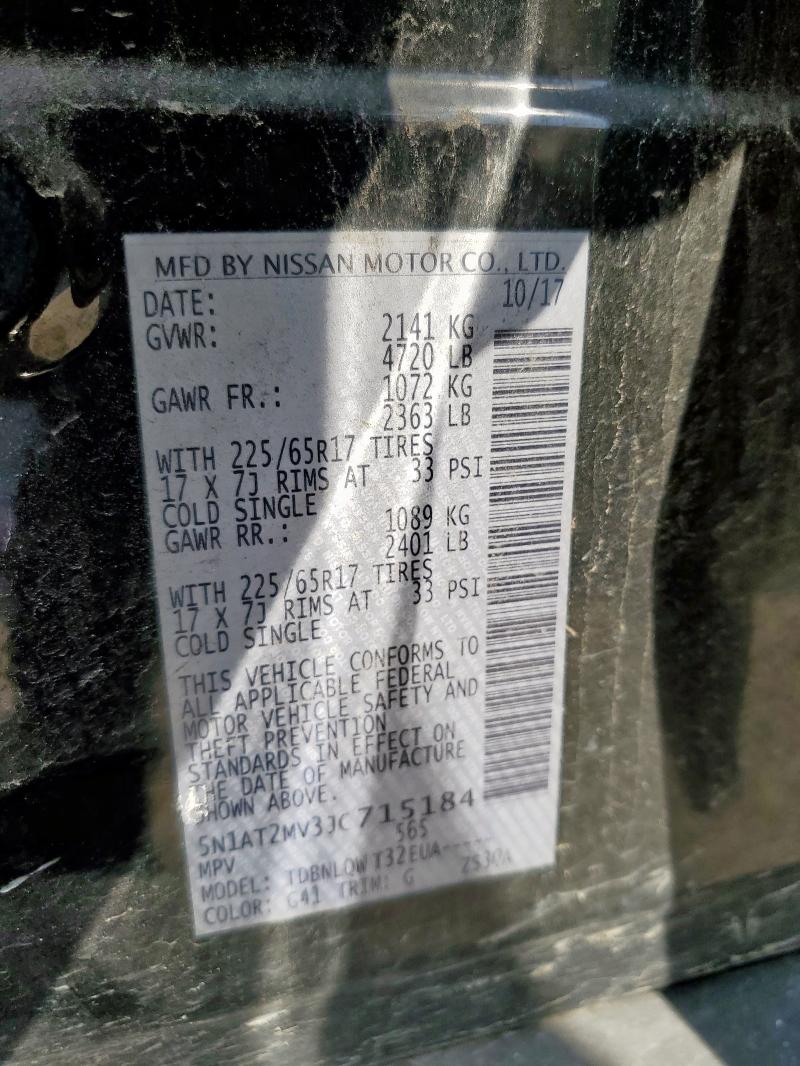 MFD BY NISSAN MOTOR CO., LTD.
DATE: 10/17
GVWR: 2141 KG
4720 LB
GAWR FR.: 1072 KG
2363 LB
WITH 225/65R17 TIRES
17 X 7J RIMS AT 33 PSI
COLD SINGLE
GAWR RR.: 1089 KG
2401 LB
WITH 225/65R17 TIRES
17 X 7J RIMS AT 33 PSI
COLD SINGLE
THIS VEHICLE CONFORMS TO
ALL APPLICABLE FEDERAL
MOTOR VEHICLE SAFETY AND
THEFT PREVENTION
STANDARDS IN EFFECT ON
THE DATE OF MANUFACTURE
SHOWN ABOVE.
5N1AT2MV3JC715184
MPV 565
MODEL: TDBNLQW T32EUA-----
COLOR: G41 TRIM: G